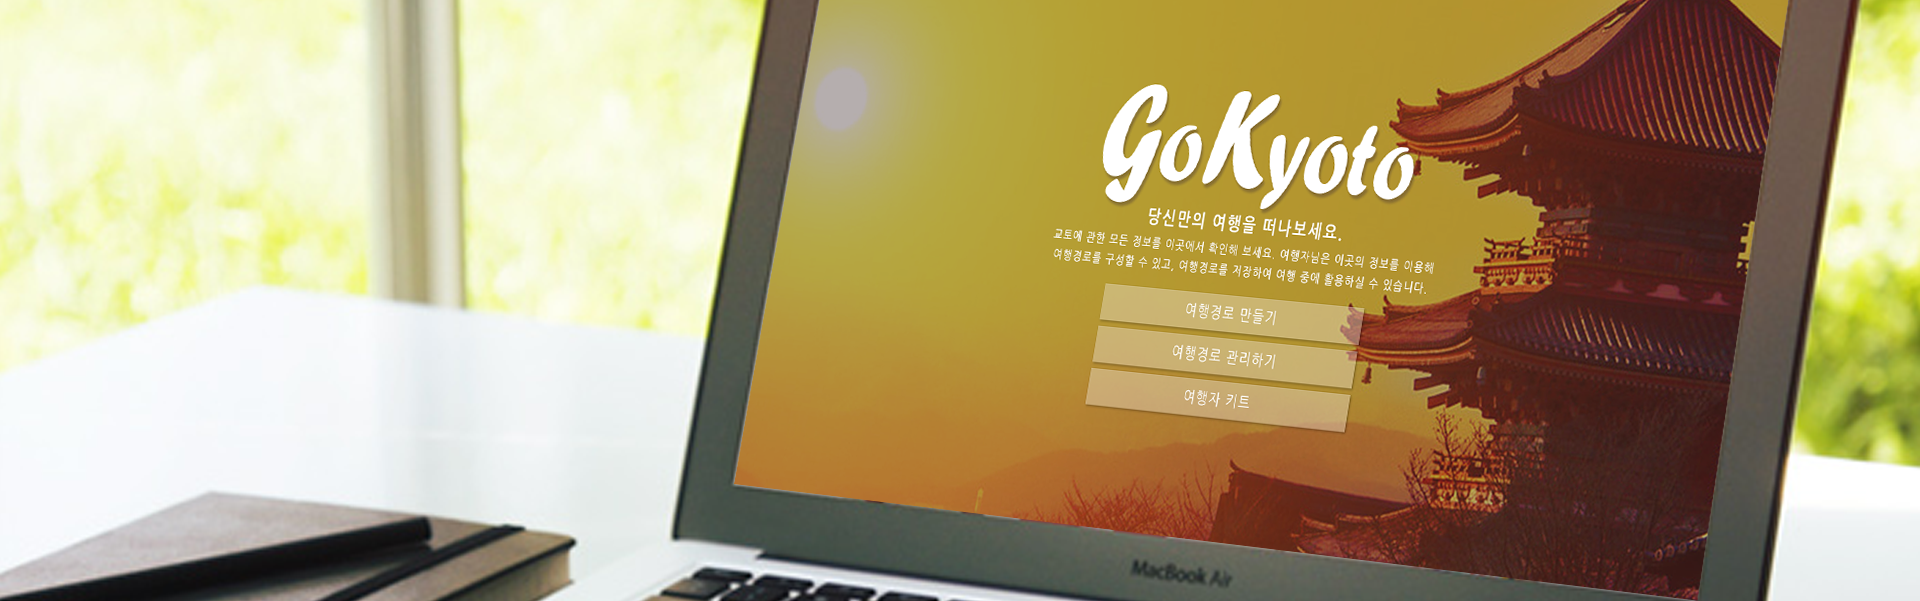 GoKyoto
당신만의 여행을 떠나보세요.
교토에 관한 모든 정보를 이곳에서 확인해 보세요. 여행자님은 이곳의 정보를 이용해
여행경로를 구성할 수 있고, 여행경로를 저장하여 여행 중에 활용하실 수 있습니다.
여행경로 만들기
여행경로 관리하기
여행자 키트
MacBook Air